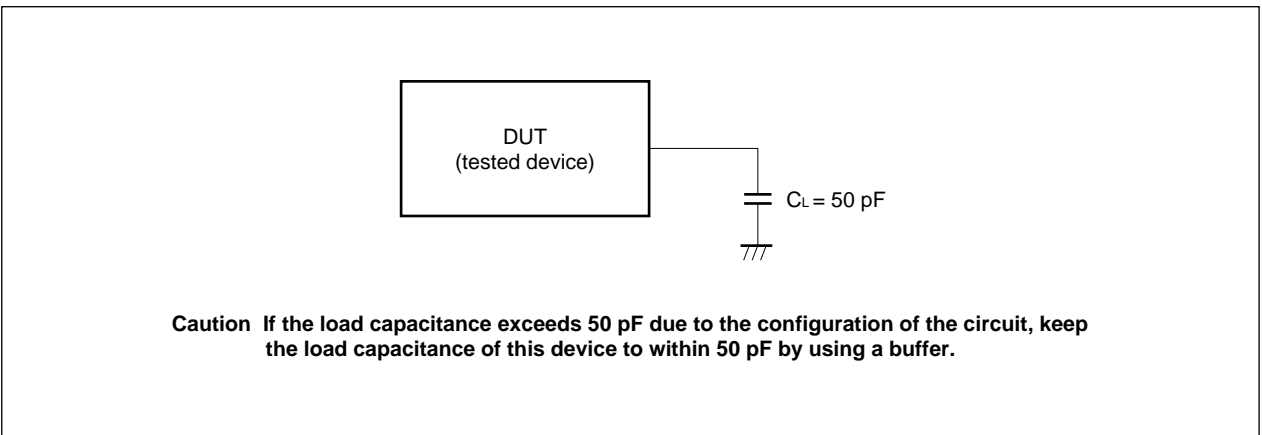 DUT
(tested device)
CL = 50 pF
Caution If the load capacitance exceeds 50 pF due to the configuration of the circuit, keep
the load capacitance of this device to within 50 pF by using a buffer.